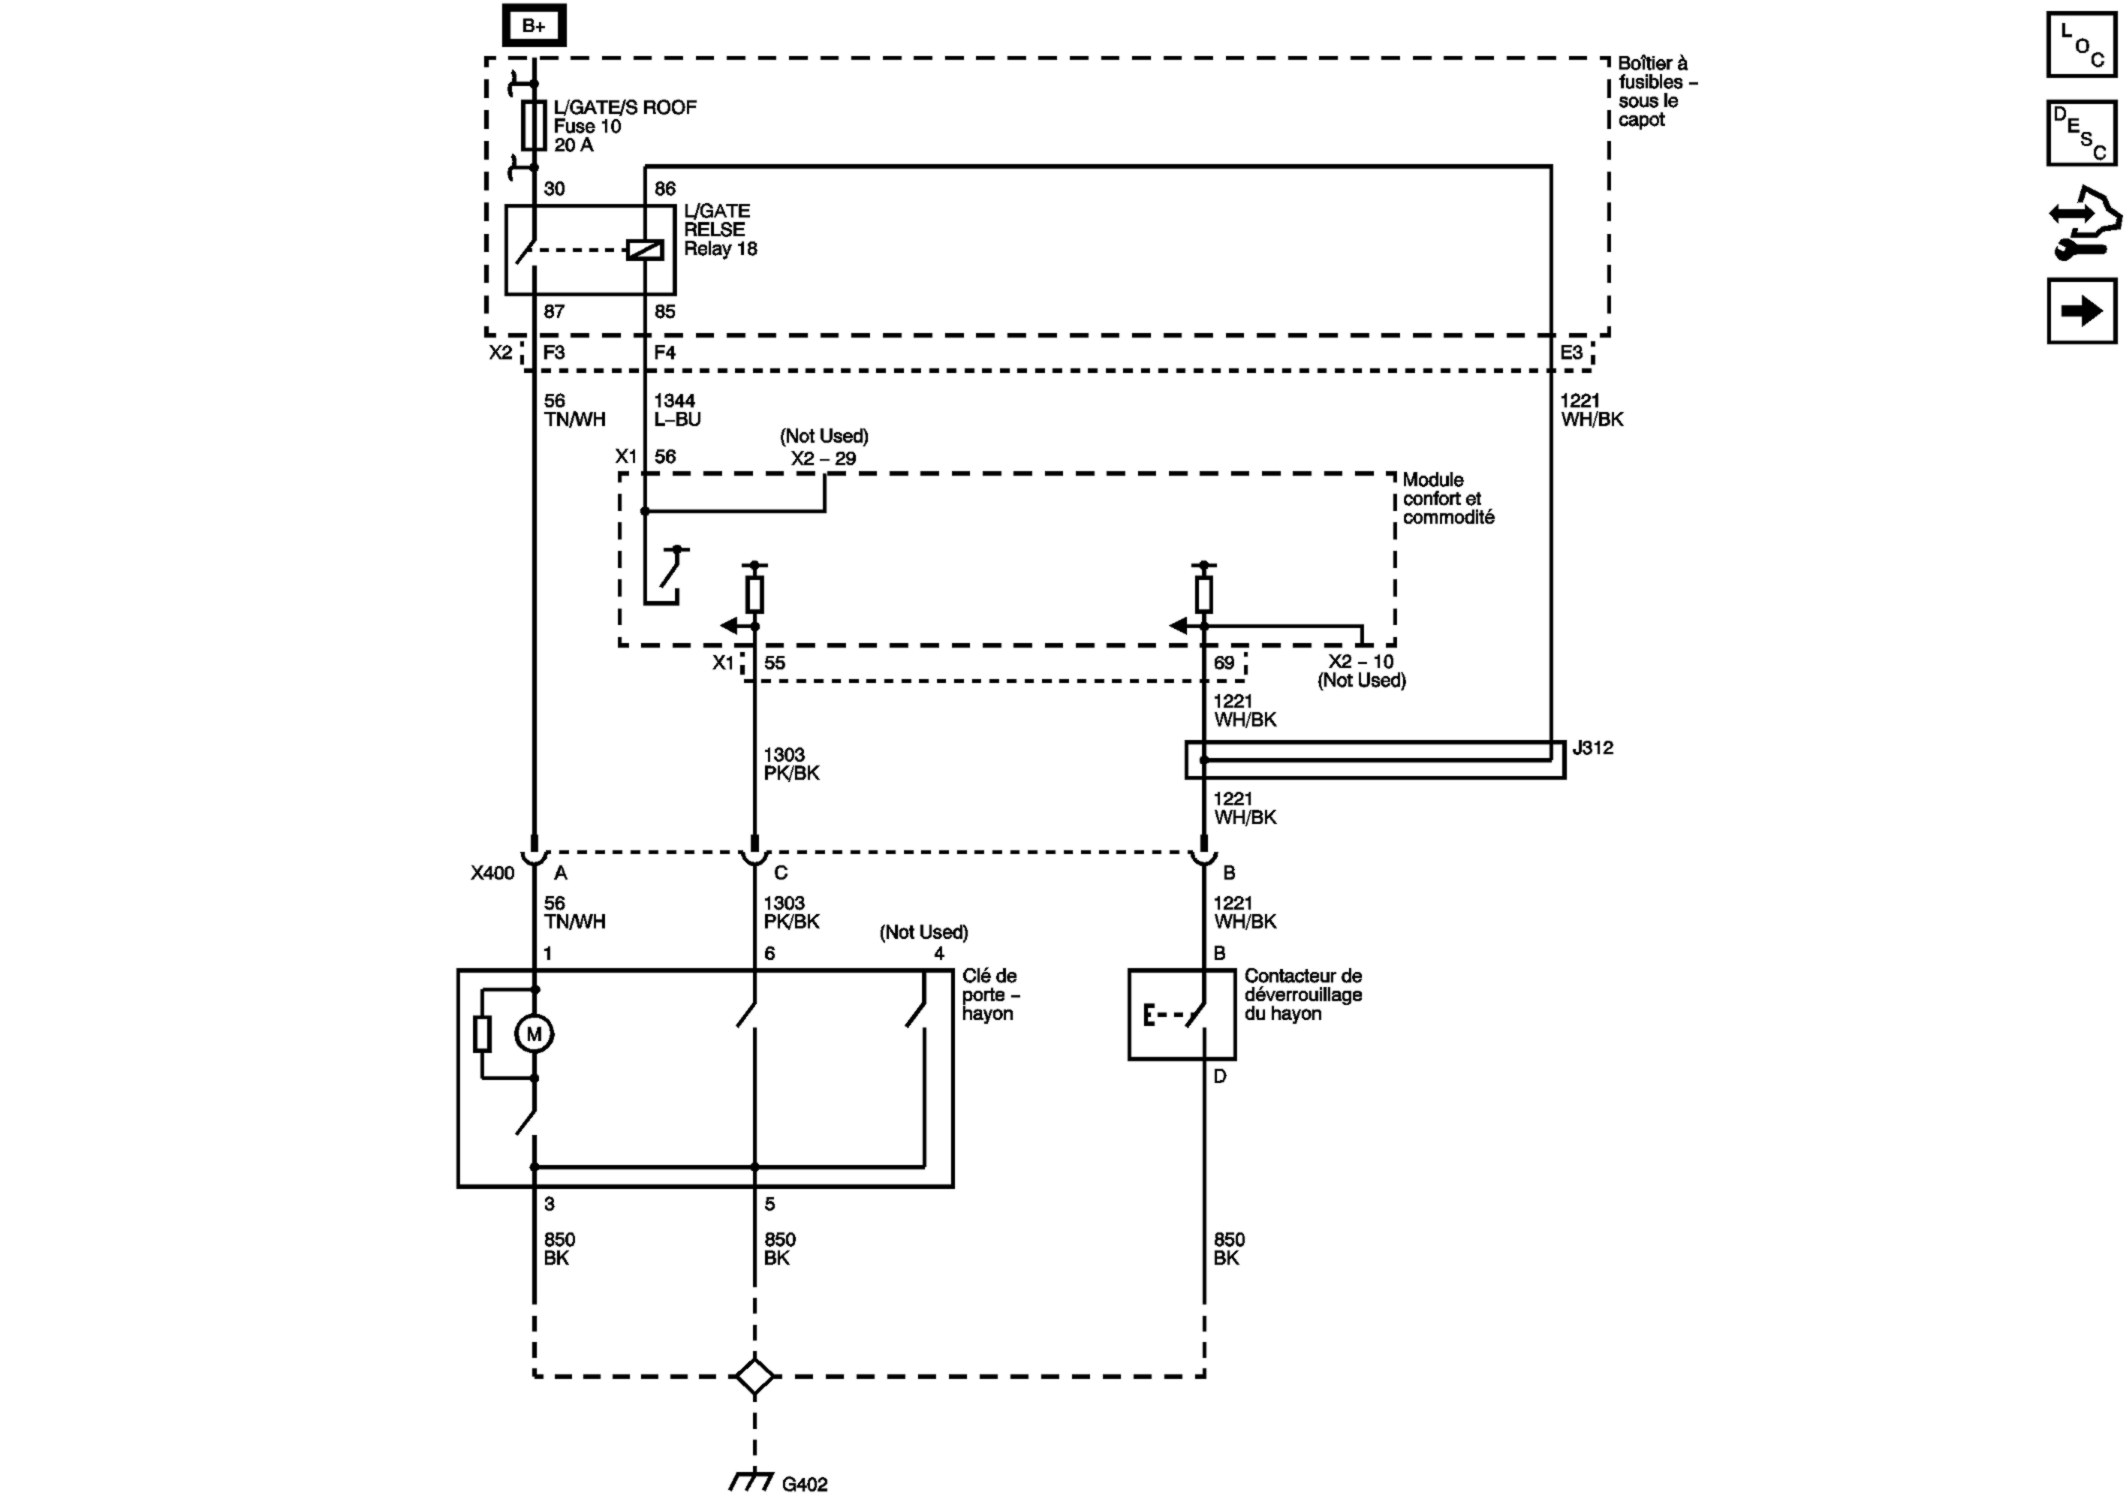 B+
Boîtier à
fusibles –
sous le
capot
L/GATE/S ROOF
Fuse 10
20 A
30
86
L/GATE
RELSE
Relay 18
87
85
X2
F3
F4
E3
56
TN/WH
1344
L–BU
1221
WH/BK
(Not Used)
X2 – 29
X1
56
Module
confort et
commodité
X1
55
69
X2 – 10
(Not Used)
1221
WH/BK
1303
PK/BK
J312
1221
WH/BK
X400
A
C
B
56
TN/WH
1303
PK/BK
1221
WH/BK
(Not Used)
1
6
4
B
Clé de
porte –
hayon
Contacteur de
déverrouillage
du hayon
M
E
D
3
5
850
BK
850
BK
850
BK
G402
LOC
DESC